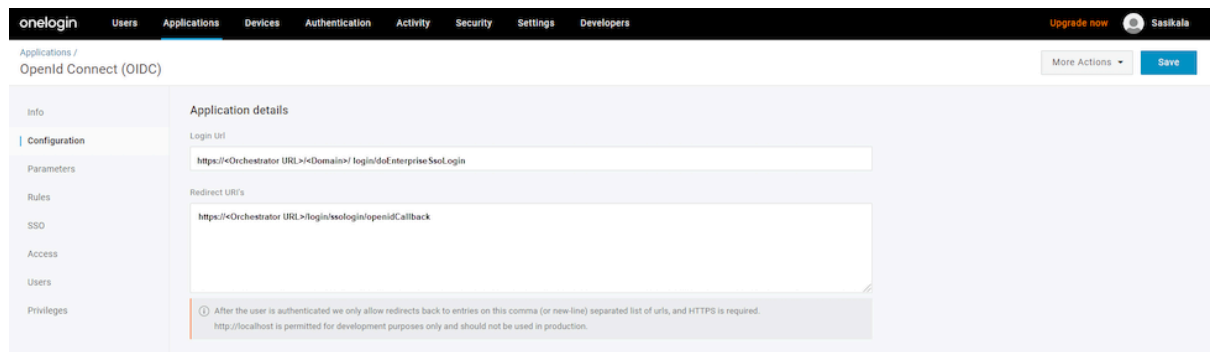 onelogin Users Applications Devices Authentication Activity Security Settings Developers Upgrade now Sasikala
Applications /
OpenId Connect (OIDC)
More Actions Save
Info
Configuration
Parameters
Rules
SSO
Access
Users
Privileges
Application details
Login Url
https://<Orchestrator URL>/<Domain>/ login/doEnterpriseSsoLogin
Redirect URI's
https://<Orchestrator URL>/login/ssologin/openidCallback
After the user is authenticated we only allow redirects back to entries on this comma (or new-line) separated list of urls, and HTTPS is required.
http://localhost is permitted for development purposes only and should not be used in production.